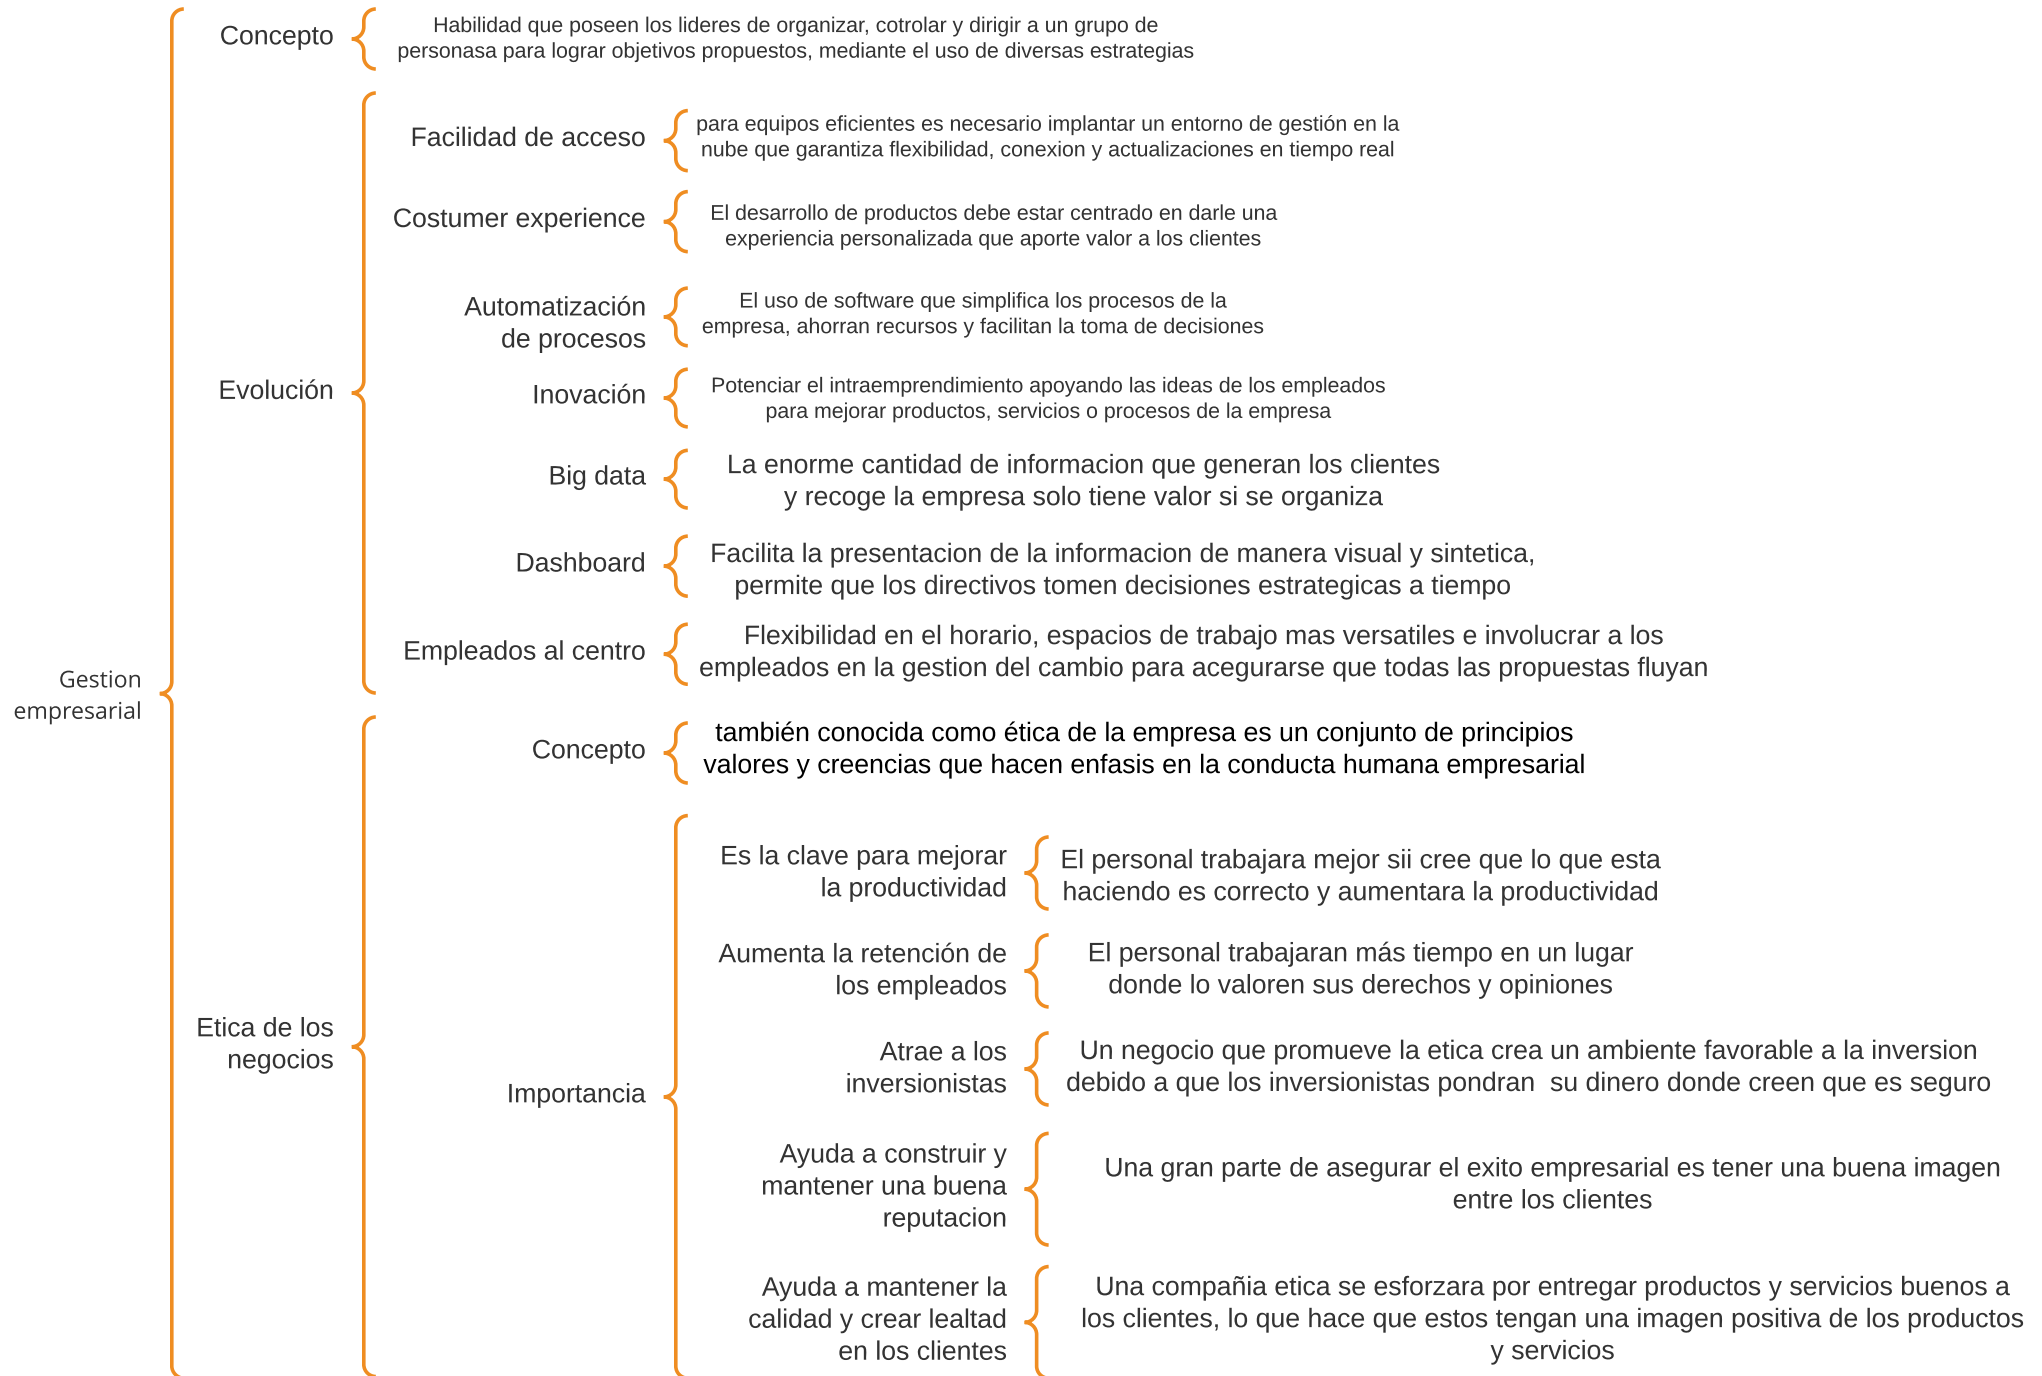 Gestion
empresarial
Concepto
Habilidad que poseen los lideres de organizar, cotrolar y dirigir a un grupo de
personasa para lograr objetivos propuestos, mediante el uso de diversas estrategias
Evolución
Facilidad de acceso
para equipos eficientes es necesario implantar un entorno de gestión en la
nube que garantiza flexibilidad, conexion y actualizaciones en tiempo real
Costumer experience
El desarrollo de productos debe estar centrado en darle una
experiencia personalizada que aporte valor a los clientes
Automatización
de procesos
El uso de software que simplifica los procesos de la
empresa, ahorran recursos y facilitan la toma de decisiones
Inovación
Potenciar el intraemprendimiento apoyando las ideas de los empleados
para mejorar productos, servicios o procesos de la empresa
Big data
La enorme cantidad de informacion que generan los clientes
y recoge la empresa solo tiene valor si se organiza
Dashboard
Facilita la presentacion de la informacion de manera visual y sintetica,
permite que los directivos tomen decisiones estrategicas a tiempo
Empleados al centro
Flexibilidad en el horario, espacios de trabajo mas versatiles e involucrar a los
empleados en la gestion del cambio para acegurarse que todas las propuestas fluyan
Etica de los
negocios
Concepto
también conocida como ética de la empresa es un conjunto de principios
valores y creencias que hacen enfasis en la conducta humana empresarial
Importancia
Es la clave para mejorar
la productividad
El personal trabajara mejor sii cree que lo que esta
haciendo es correcto y aumentara la productividad
Aumenta la retención de
los empleados
El personal trabajaran más tiempo en un lugar
donde lo valoren sus derechos y opiniones
Atrae a los
inversionistas
Un negocio que promueve la etica crea un ambiente favorable a la inversion
debido a que los inversionistas pondran  su dinero donde creen que es seguro
Ayuda a construir y
mantener una buena
reputacion
Una gran parte de asegurar el exito empresarial es tener una buena imagen
entre los clientes
Ayuda a mantener la
calidad y crear lealtad
en los clientes
Una compañia etica se esforzara por entregar productos y servicios buenos a
los clientes, lo que hace que estos tengan una imagen positiva de los productos
y servicios